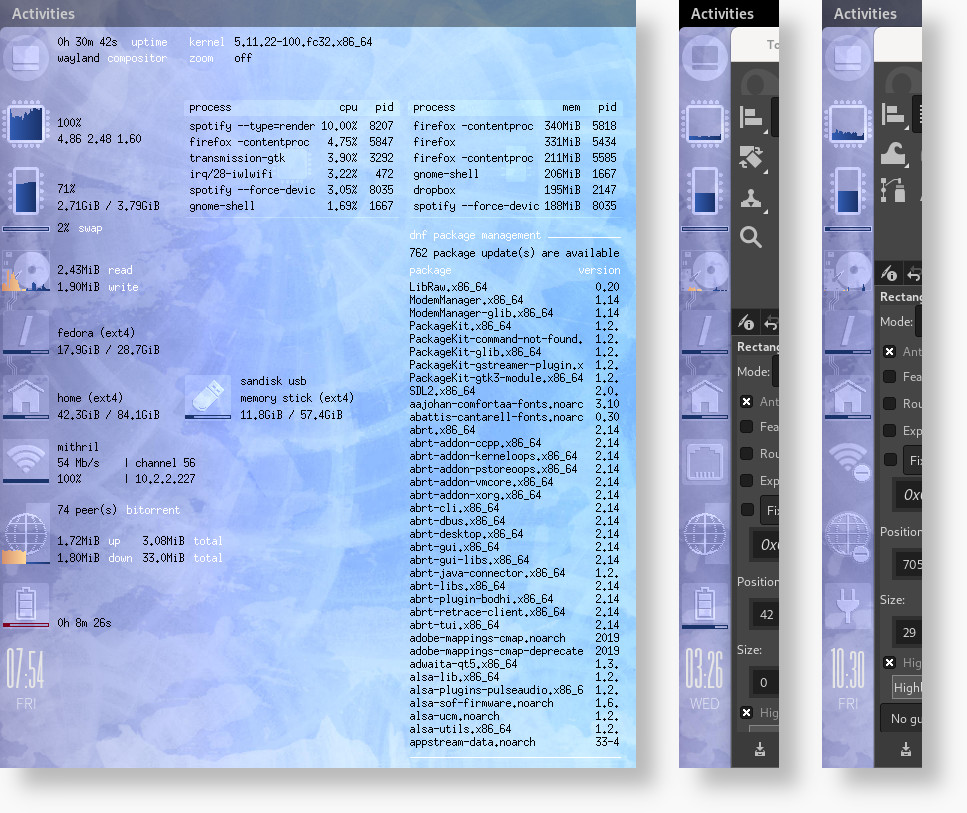 Activities
0h 30m 42s uptime kernel 5.11.22-100.fc32.x86_64
wayland compositor zoom off
process cpu pid
spotify --type=render 10.00% 8207
firefox -contentproc 4.75% 5847
transmission-gtk 3.90% 3292
irq/28-iwlwifi 3.22% 472
spotify --force-devic 3.05% 8035
gnome-shell 1.69% 1667
process mem pid
firefox -contentproc 340MiB 5818
firefox 331MiB 5434
firefox -contentproc 211MiB 5585
gnome-shell 206MiB 1667
dropbox 195MiB 2147
spotify --force-devic 188MiB 8035
100%
4.86 2.48 1.60
71%
2.71GiB / 3.79GiB
2% swap
2.43MiB read
1.90MiB write
fedora (ext4)
17.9GiB / 28.7GiB
home (ext4)
42.3GiB / 84.1GiB
sandisk usb
memory stick (ext4)
11.8GiB / 57.4GiB
mithril
54 Mb/s | channel 56
100% | 10.2.2.227
74 peer(s) bitorrent
1.72MiB up 3.08MiB total
1.80MiB down 33.0MiB total
0h 8m 26s
07:54
FRI
dnf package management
762 package update(s) are available
package version
LibRaw.x86_64 0.20
ModemManager.x86_64 1.14
ModemManager-glib.x86_64 1.14
PackageKit.x86_64 1.2.
PackageKit-command-not-found. 1.2.
PackageKit-glib.x86_64 1.2.
PackageKit-gstreamer-plugin.x 1.2.
PackageKit-gtk3-module.x86_64 1.2.
SDL2.x86_64 2.0.
aajohan-comfortaa-fonts.noarc 3.10
abattis-cantarell-fonts.noarc 0.30
abrt.x86_64 2.14
abrt-addon-ccpp.x86_64 2.14
abrt-addon-kerneloops.x86_64 2.14
abrt-addon-pstoreoops.x86_64 2.14
abrt-addon-vmcore.x86_64 2.14
abrt-addon-xorg.x86_64 2.14
abrt-cli.x86_64 2.14
abrt-dbus.x86_64 2.14
abrt-desktop.x86_64 2.14
abrt-gui.x86_64 2.14
abrt-gui-libs.x86_64 2.14
abrt-java-connector.x86_64 1.2.
abrt-libs.x86_64 2.14
abrt-plugin-bodhi.x86_64 2.14
abrt-retrace-client.x86_64 2.14
abrt-tui.x86_64 2.14
adobe-mappings-cmap.noarch 2019
adobe-mappings-cmap-deprecate 2019
adwaita-qt5.x86_64 1.3.
alsa-lib.x86_64 1.2.
alsa-plugins-pulseaudio.x86_6 1.2.
alsa-sof-firmware.noarch 1.6.
alsa-ucm.noarch 1.2.
alsa-utils.x86_64 1.2.
appstream-data.noarch 33-4
Activities
To
Rectang
Mode:
Ant
Fea
Rou
Exp
Fix
0x0
Position
42
Size:
0
Hig
03:26
WED
Activities
Rectang
Mode:
Ant
Fea
Rou
Exp
Fix
0x0
Position
705
Size:
29
Hig
Highl
No gu
10:30
FRI